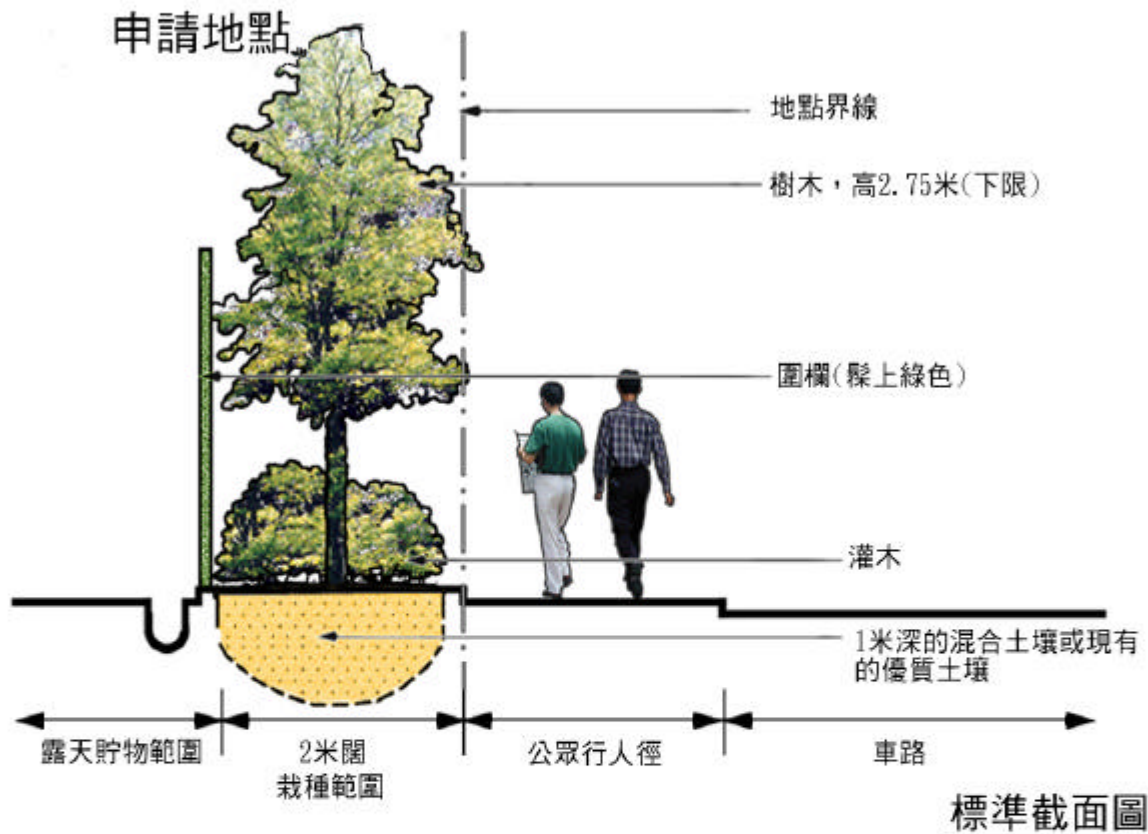 申請地點
地點界線
樹木，高2.75米(下限)
圍欄(髹上綠色)
灌木
1米深的混合土壤或現有
的優質土壤
露天貯物範圍
2米闊
栽种範圍
公眾行人徑
車路
標準截面圖